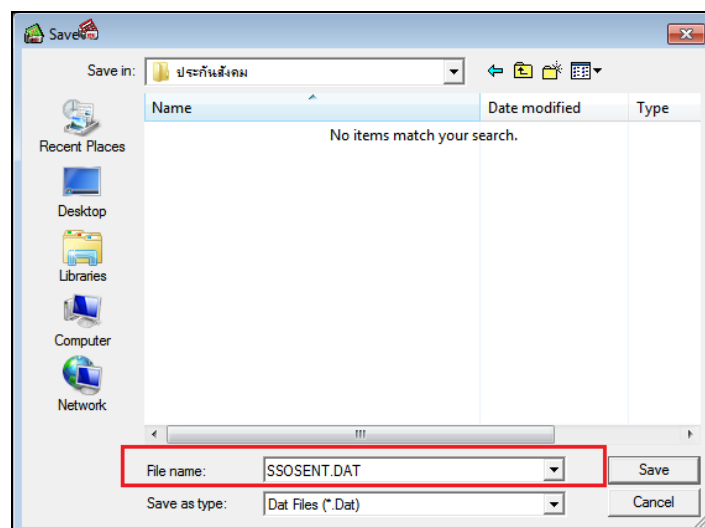 Save
Save in: ประกันสังคม
Name Date modified Type
No items match your search.
Recent Places
Desktop
Libraries
Computer
Network
File name: SSOSENT.DAT Save
Save as type: Dat Files (*.Dat) Cancel